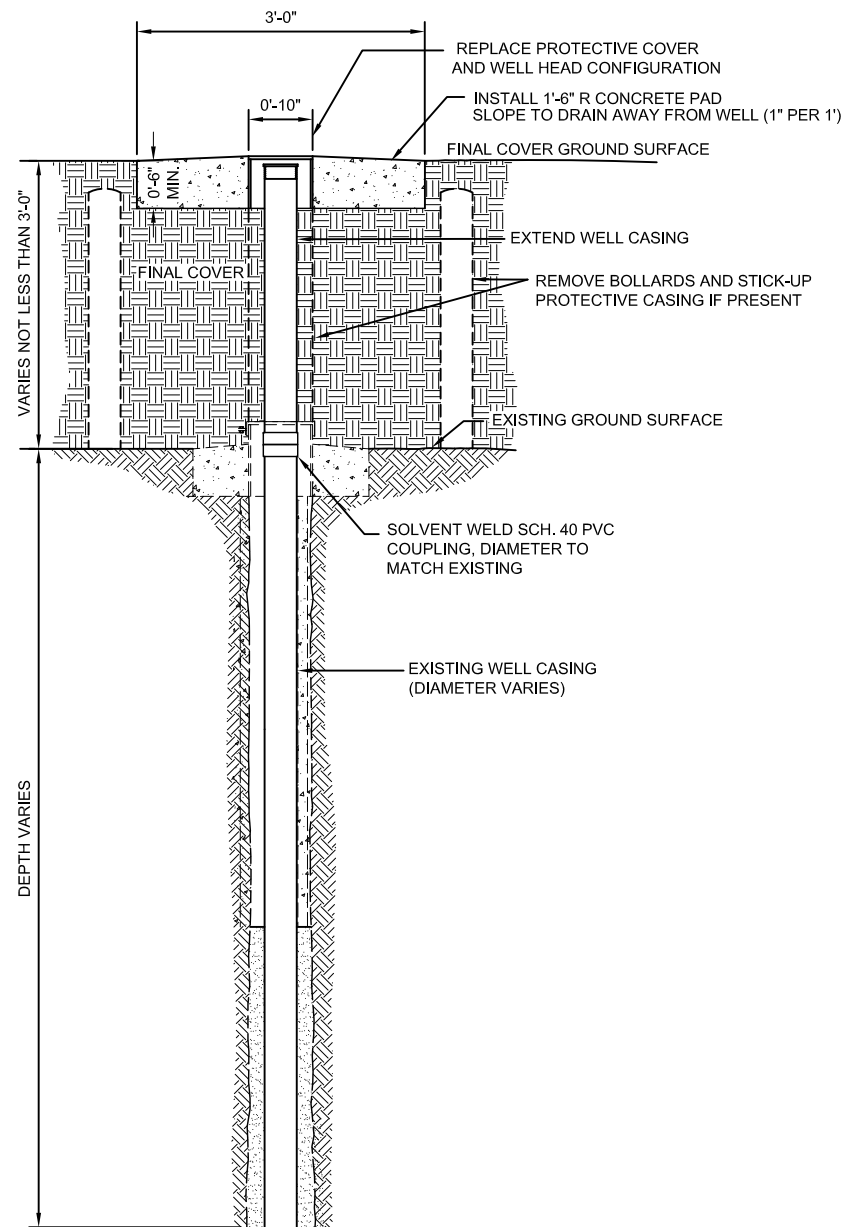 3'-0"
REPLACE PROTECTIVE COVER
AND WELL HEAD CONFIGURATION
0'-10"
INSTALL 1'-6" R CONCRETE PAD
SLOPE TO DRAIN AWAY FROM WELL (1" PER 1')
FINAL COVER GROUND SURFACE
0'-6"
MIN.
VARIES NOT LESS THAN 3'-0"
EXTEND WELL CASING
FINAL COVER
REMOVE BOLLARDS AND STICK-UP
PROTECTIVE CASING IF PRESENT
EXISTING GROUND SURFACE
SOLVENT WELD SCH. 40 PVC
COUPLING, DIAMETER TO
MATCH EXISTING
EXISTING WELL CASING
(DIAMETER VARIES)
DEPTH VARIES